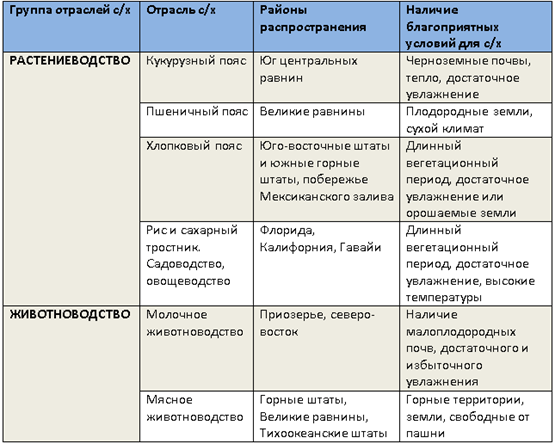 Группа отраслей с/х
Отрасль с/х
Районы
распространения
Наличие
благоприятных
условий для с/х
РАСТЕНИЕВОДСТВО
Кукурузный пояс
Юг центральных
равнин
Черноземные почвы,
тепло, достаточное
увлажнение
Пшеничный пояс
Великие равнины
Плодородные земли,
сухой климат
Хлопковый пояс
Юго-восточные штаты
и южные горные
штаты, побережье
Мексиканского залива
Длинный
вегетационный
период, достаточное
увлажнение или
орошаемые земли
Рис и сахарный
тростник.
Садоводство,
овощеводство
Флорида,
Калифорния, Гавайи
Длинный
вегетационный
период, достаточное
увлажнение, высокие
температуры
ЖИВОТНОВОДСТВО
Молочное
животноводство
Приозерье, северо-
восток
Наличие
малоплодородных
почв, достаточного и
избыточного
увлажнения
Мясное
животноводство
Горные штаты,
Великие равнины,
Тихоокеанские штаты
Горные территории,
земли, свободные от
пашни